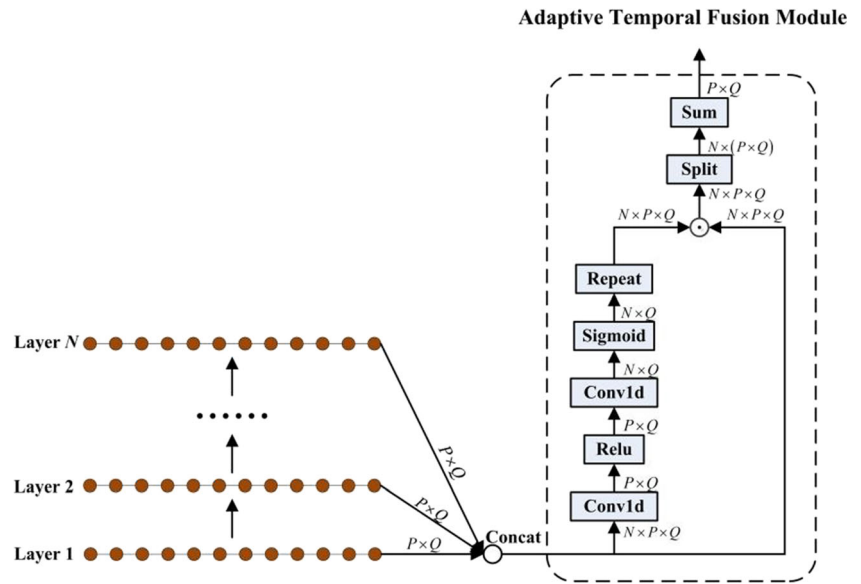 Adaptive Temporal Fusion Module
P×Q
Sum
N×(P×Q)
Split
N×P×Q
N×P×Q
N×P×Q
Repeat
N×Q
Sigmoid
N×Q
Conv1d
P×Q
Relu
P×Q
Conv1d
N×P×Q
Layer N
P×Q
Layer 2
P×Q
Concat
Layer 1
P×Q